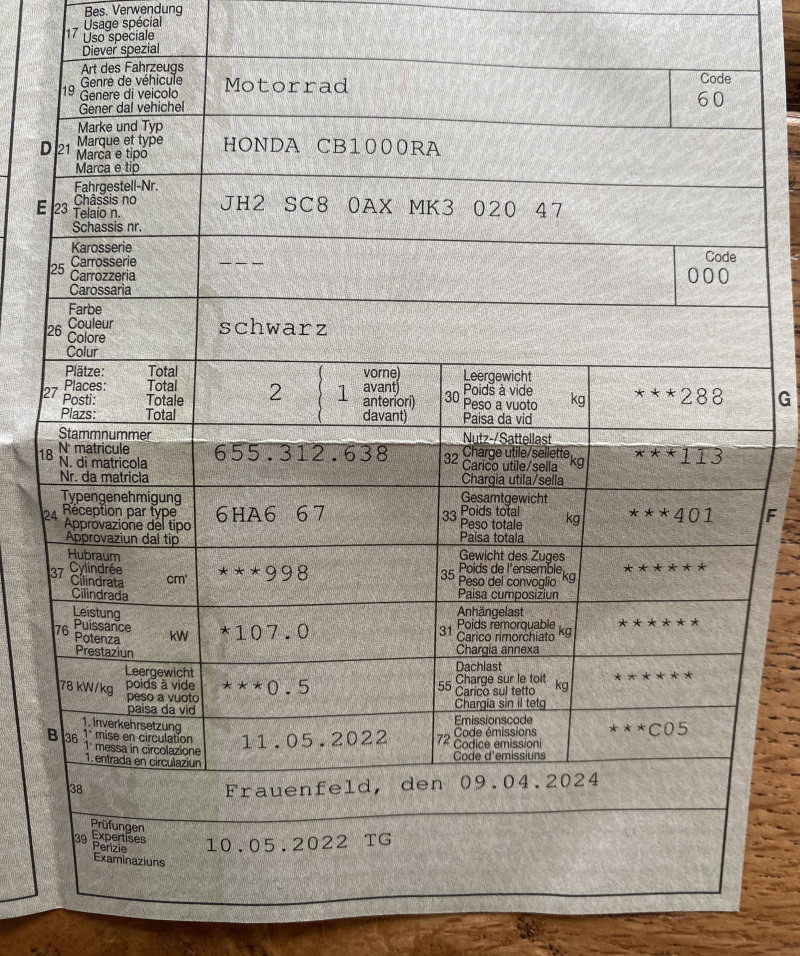 17 Bes. Verwendung
Usage spécial
Uso speciale
Diever spezial
19 Art des Fahrzeugs
Genre de véhicule
Genere di veicolo
Gener dal vehichel
Motorrad
Code
60
D 21 Marke und Typ
Marque et type
Marca e tipo
Marca e tip
HONDA CB1000RA
E 23 Fahrgestell-Nr.
Châssis no
Telaio n.
Schassis nr.
JH2 SC8 0AX MK3 020 47
25 Karosserie
Carrosserie
Carrozzeria
Carossaria
---
Code
000
26 Farbe
Couleur
Colore
Colur
schwarz
27 Plätze: Total
Places: Total
Posti: Totale
Plazs: Total
2 ( 1 vorne)
avant)
anteriori)
davant)
30 Leergewicht
Poids à vide
Peso a vuoto
Paisa da vid
kg
***288
G
18 Stammnummer
N° matricule
N. di matricola
Nr. da matricla
655.312.638
32 Nutz-/Sattellast
Charge utile/sellette
Carico utile/sella
Chargia utila/sella
kg
***113
24 Typengenehmigung
Réception par type
Approvazione del tipo
Approvaziun dal tip
6HA6 67
33 Gesamtgewicht
Poids total
Peso totale
Paisa totala
kg
***401
F
37 Hubraum
Cylindrée
Cilindrata
Cilindrada
cm³
***998
35 Gewicht des Zuges
Poids de l'ensemble
Peso del convoglio
Paisa cumposiziun
kg
******
76 Leistung
Puissance
Potenza
Prestaziun
kW
*107.0
31 Anhängelast
Poids remorquable
Carico rimorchiato
Chargia annexa
kg
******
78 kW/kg Leergewicht
poids à vide
peso a vuoto
paisa da vid
***0.5
55 Dachlast
Charge sur le toit
Carico sul tetto
Chargia sin il tetg
kg
******
B 36 1. Inverkehrsetzung
1e mise en circulation
1a messa in circolazione
1. entrada en circulaziun
11.05.2022
72 Emissionscode
Code émissions
Codice emissioni
Code d'emissiuns
***C05
38 Frauenfeld, den 09.04.2024
39 Prüfungen
Expertises
Perizie
Examinaziuns
10.05.2022 TG